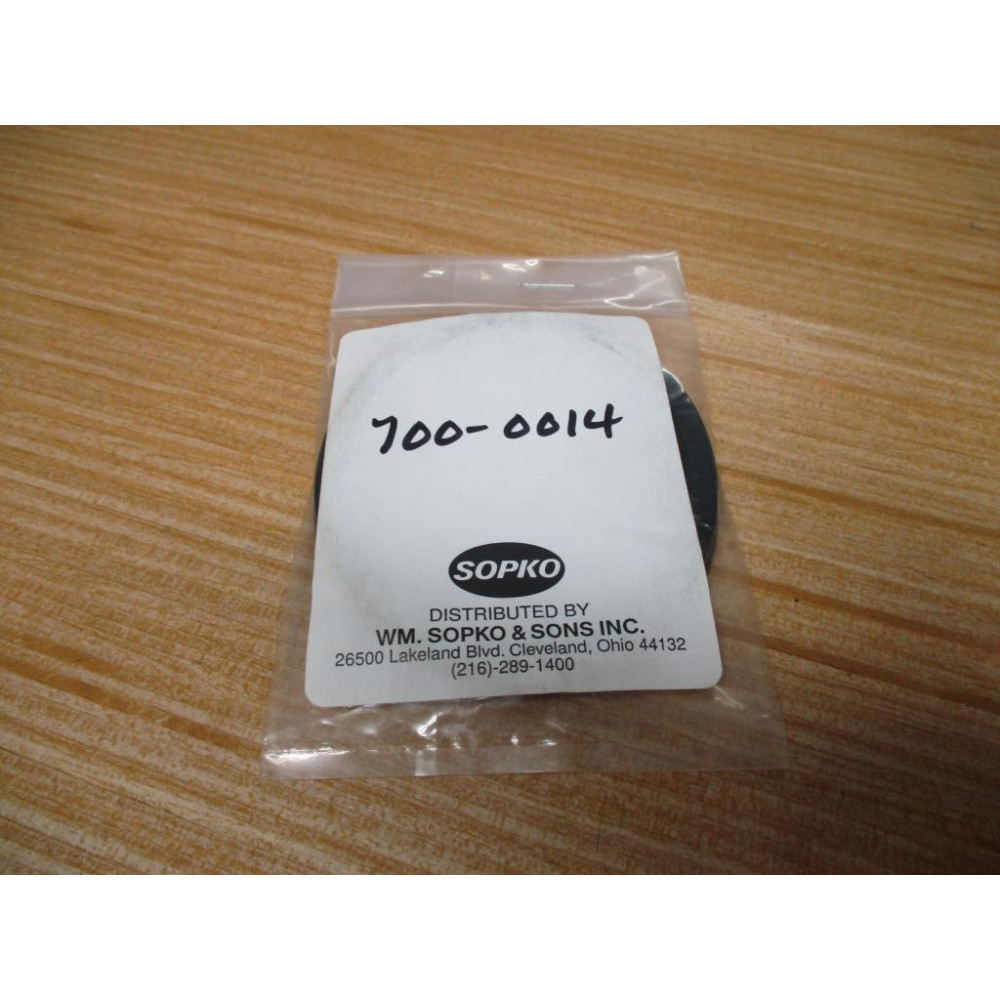 700-0014
SOPKO
DISTRIBUTED BY
WM. SOPKO & SONS INC.
26500 Lakeland Blvd. Cleveland, Ohio 44132
(216)-289-1400